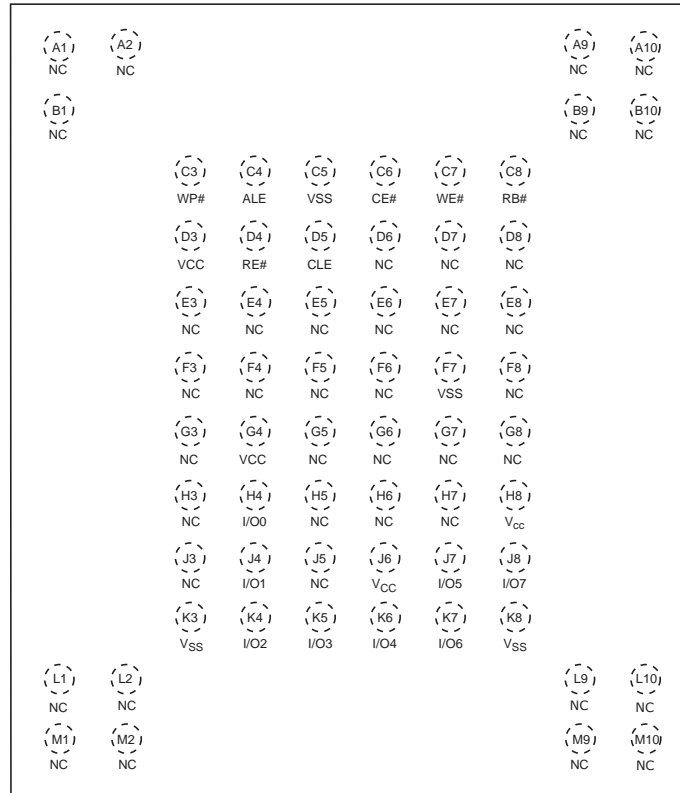 A1 A2 A9 A10
NC NC NC NC
B1 B9 B10
NC NC NC
C3 C4 C5 C6 C7 C8
WP# ALE VSS CE# WE# RB#
D3 D4 D5 D6 D7 D8
VCC RE# CLE NC NC NC
E3 E4 E5 E6 E7 E8
NC NC NC NC NC NC
F3 F4 F5 F6 F7 F8
NC NC NC NC VSS NC
G3 G4 G5 G6 G7 G8
NC VCC NC NC NC NC
H3 H4 H5 H6 H7 H8
NC I/O0 NC NC NC Vcc
J3 J4 J5 J6 J7 J8
NC I/O1 NC VCC I/O5 I/O7
K3 K4 K5 K6 K7 K8
VSS I/O2 I/O3 I/O4 I/O6 VSS
L1 L2 L9 L10
NC NC NC NC
M1 M2 M9 M10
NC NC NC NC